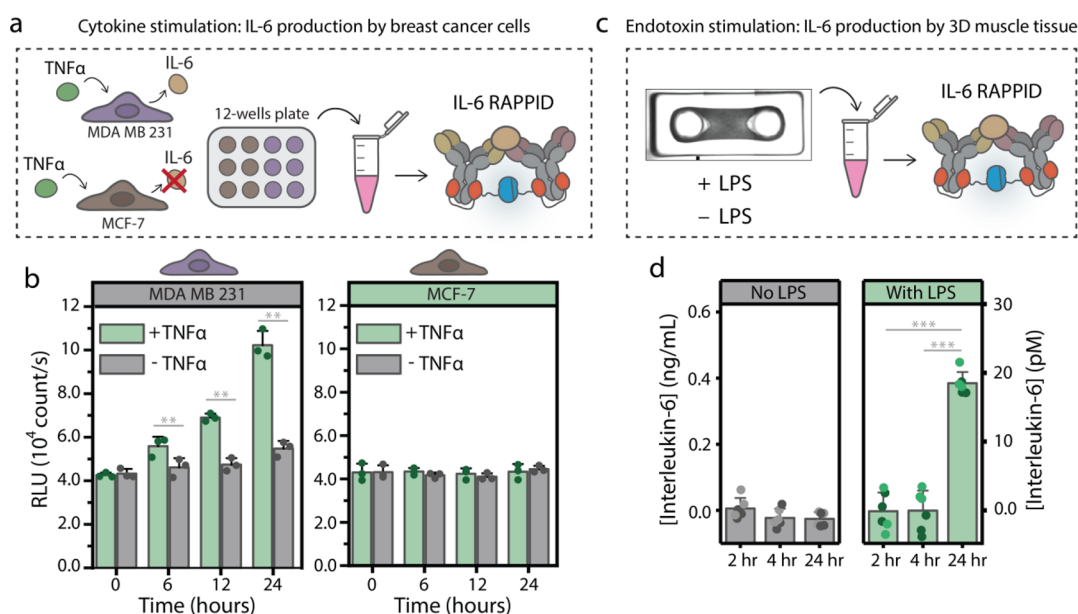 a
Cytokine stimulation: IL-6 production by breast cancer cells
TNFα
IL-6
MDA MB 231
TNFα
IL-6
MCF-7
12-wells plate
IL-6 RAPPID
c
Endotoxin stimulation: IL-6 production by 3D muscle tissue
+ LPS
− LPS
IL-6 RAPPID
b
MDA MB 231
+TNFα
- TNFα
**
**
**
RLU (10⁴ count/s)
12
10
8.0
6.0
4.0
2.0
0.0
0
6
12
24
Time (hours)
MCF-7
+TNFα
- TNFα
12
10
8.0
6.0
4.0
2.0
0.0
0
6
12
24
Time (hours)
d
No LPS
With LPS
***
***
[Interleukin-6] (ng/mL)
0.6
0.4
0.2
0.0
2 hr
4 hr
24 hr
2 hr
4 hr
24 hr
30
20
10
0.0
[Interleukin-6] (pM)